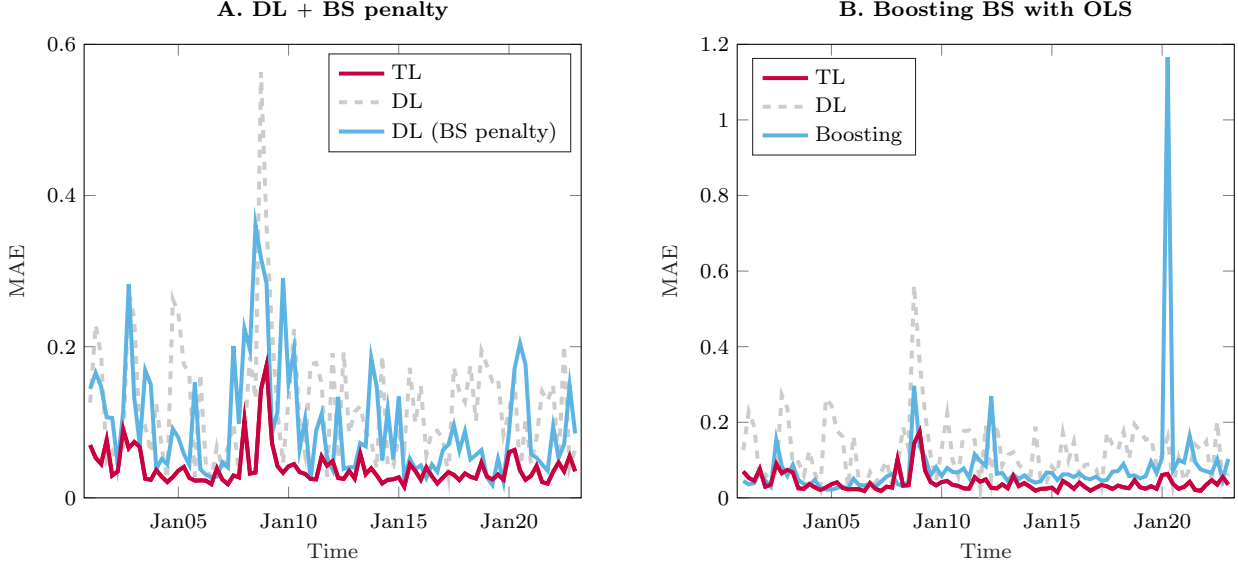 A. DL + BS penalty
0.6
0.4
0.2
0
MAE
TL
DL
DL (BS penalty)
Jan05
Jan10
Jan15
Jan20
Time
B. Boosting BS with OLS
1.2
1
0.8
0.6
0.4
0.2
0
MAE
TL
DL
Boosting
Jan05
Jan10
Jan15
Jan20
Time